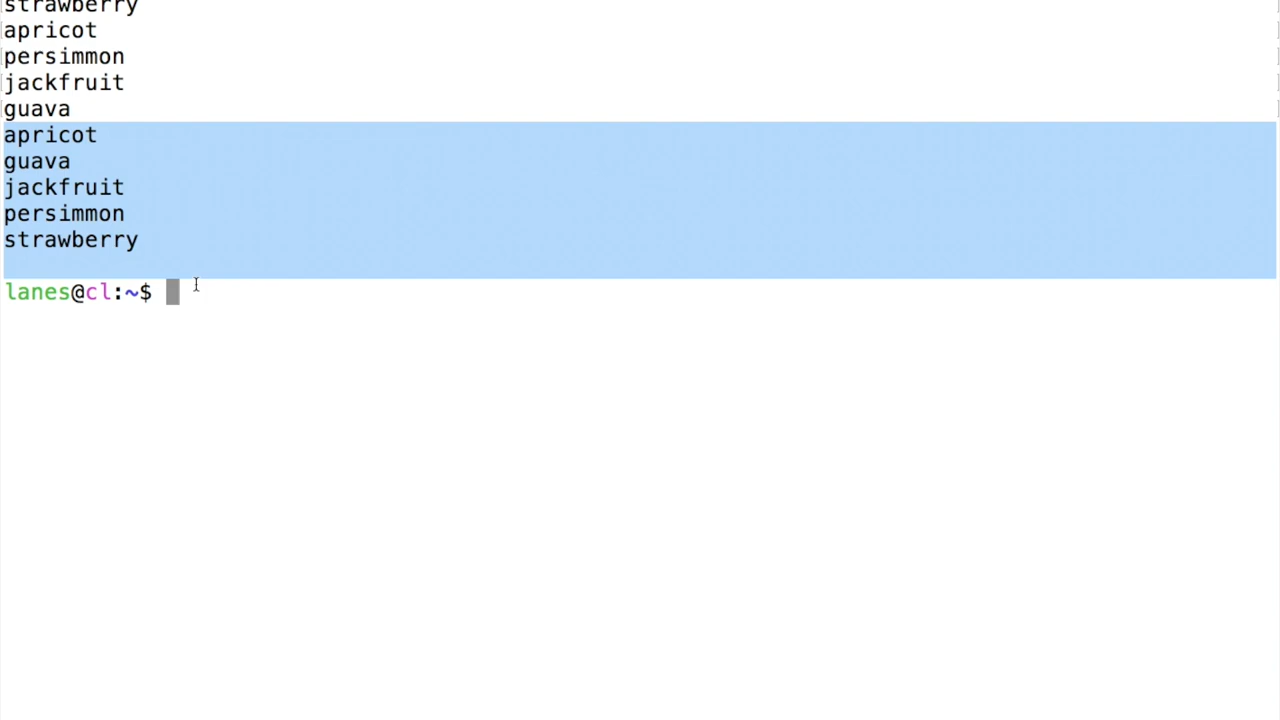 strawberry
apricot
persimmon
jackfruit
guava
apricot
guava
jackfruit
persimmon
strawberry
lanes@cl:~$